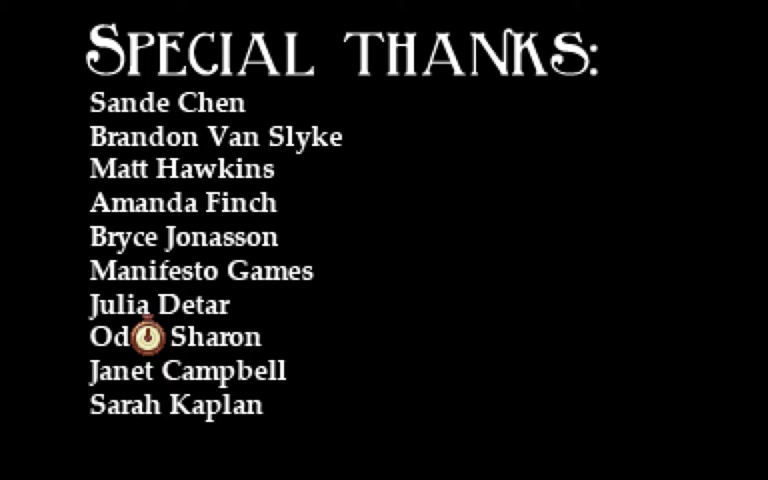 Special thanks:
Sande Chen
Brandon Van Slyke
Matt Hawkins
Amanda Finch
Bryce Jonasson
Manifesto Games
Julia Detar
Sharon
Janet Campbell
Sarah Kaplan